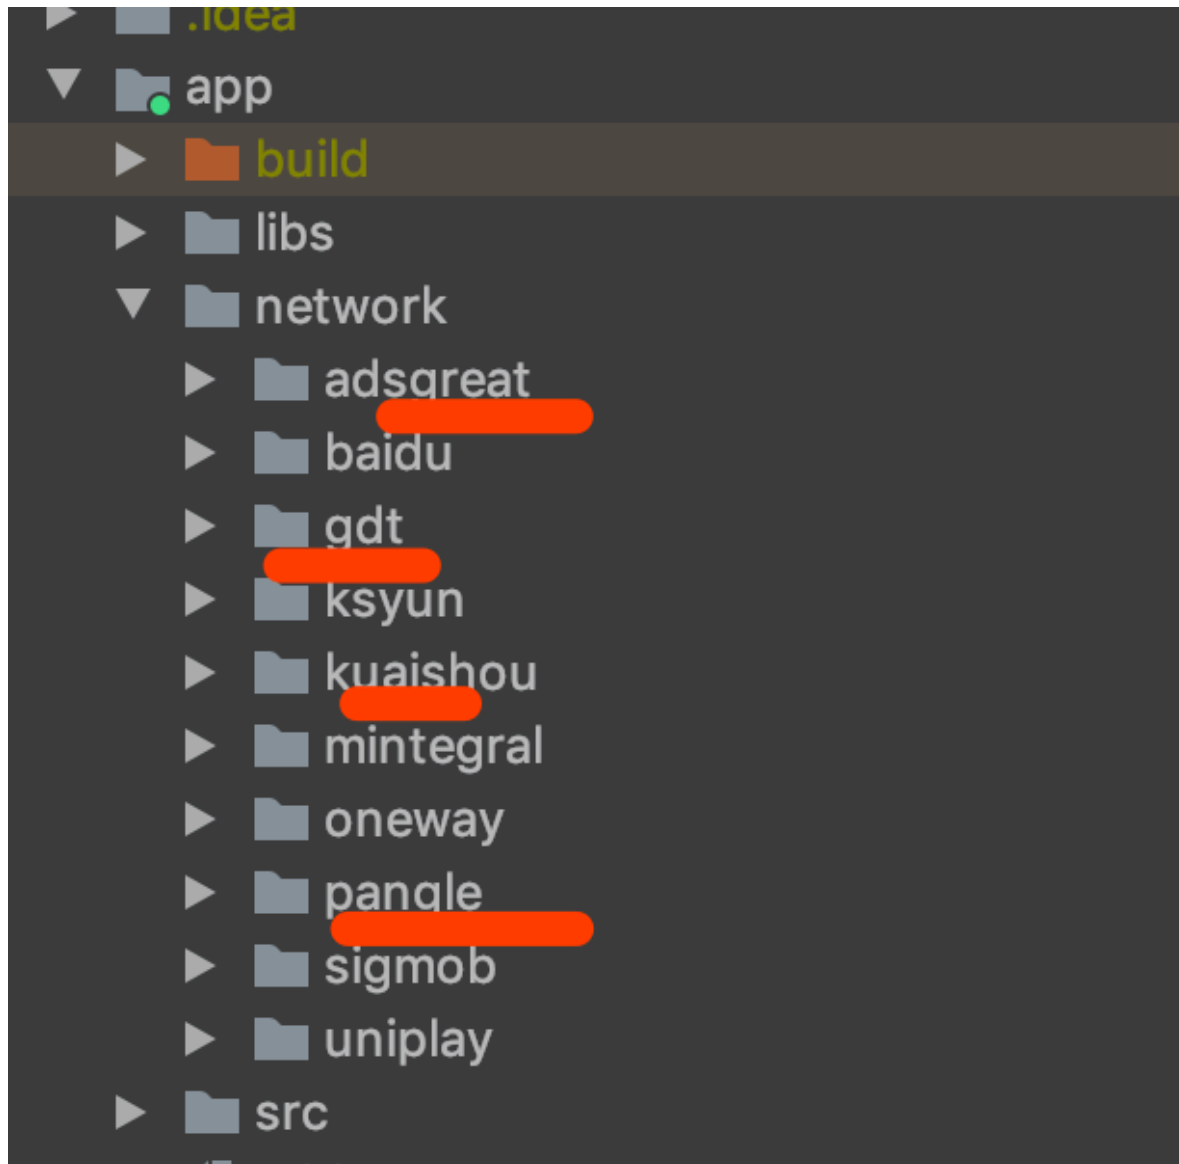 .idea
app
build
libs
network
adsgreat
baidu
gdt
ksyun
kuaishou
mintegral
oneway
pangle
sigmob
uniplay
src